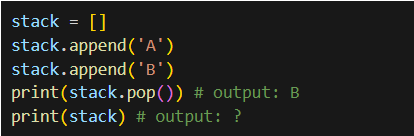 stack = []
stack.append('A')
stack.append('B')
print(stack.pop()) # output: B
print(stack) # output: ?